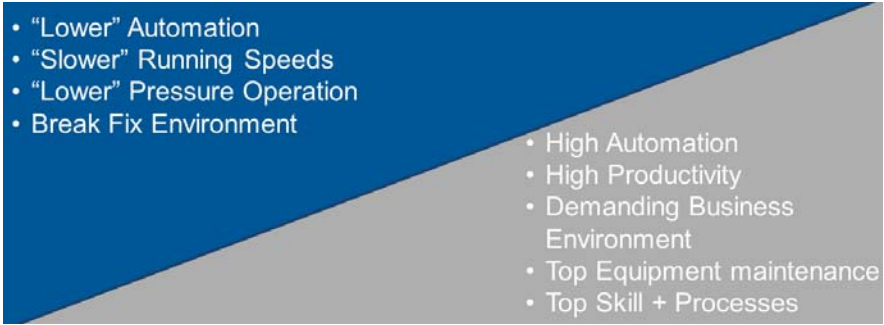 • “Lower” Automation
• “Slower” Running Speeds
• “Lower” Pressure Operation
• Break Fix Environment
• High Automation
• High Productivity
• Demanding Business
Environment
• Top Equipment maintenance
• Top Skill + Processes